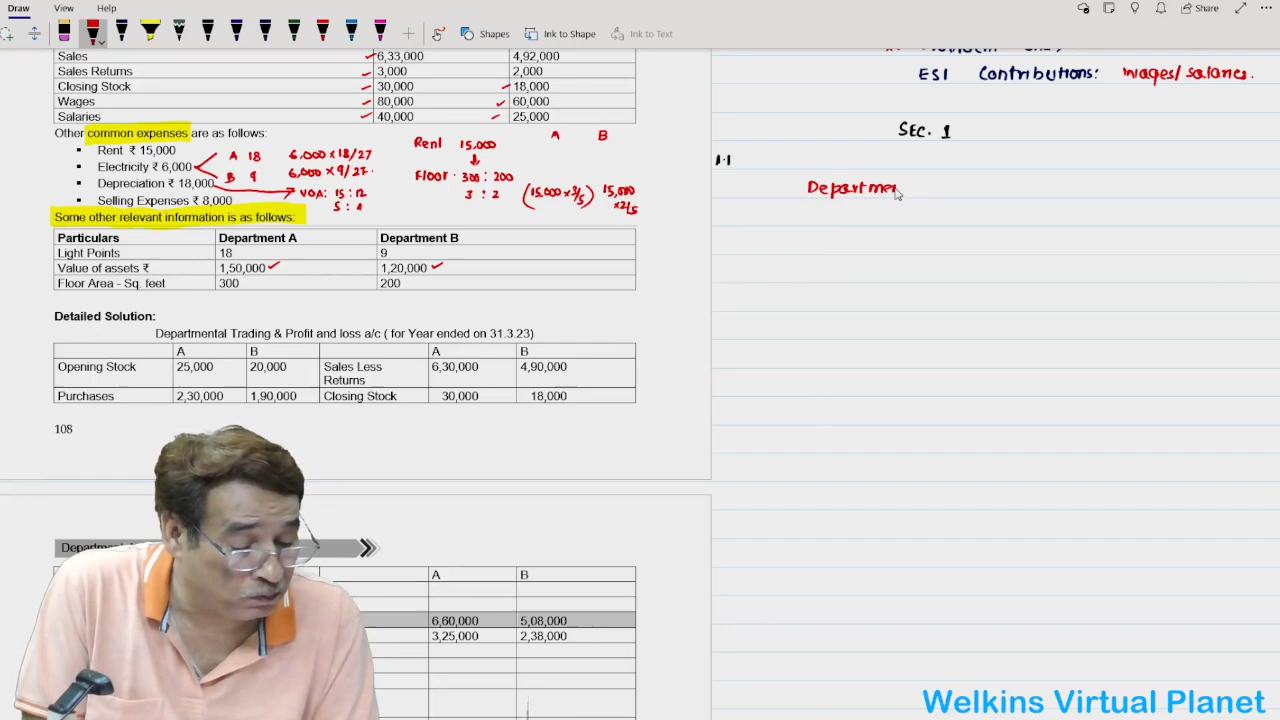 Draw View Help
Share
Shapes
Ink to Shape
Ink to Text
Sales 6,33,000 4,92,000
Sales Returns 3,000 2,000
Closing Stock 30,000 18,000
Wages 80,000 60,000
Salaries 40,000 25,000
Other common expenses are as follows:
▪ Rent ₹ 15,000
▪ Electricity ₹ 6,000
▪ Depreciation ₹ 18,000
▪ Selling Expenses ₹ 8,000
A 18 6,000 x 18/27
B 9 6,000 x 9/27
VOA: 15 : 12
5 : 4
Rent 15,000 A B
Floor 300 : 200
3 : 2 (15,000 x 3/5) 15,000
x 2/5
Some other relevant information is as follows:
Particulars Department A Department B
Light Points 18 9
Value of assets ₹ 1,50,000 1,20,000
Floor Area - Sq. feet 300 200
Detailed Solution:
Departmental Trading & Profit and loss a/c ( for Year ended on 31.3.23)
A B A B
Opening Stock 25,000 20,000 Sales Less Returns 6,30,000 4,90,000
Purchases 2,30,000 1,90,000 Closing Stock 30,000 18,000
108
A B
6,60,000 5,08,000
3,25,000 2,38,000
ESI Contributions: Wages/salaries.
SEC. 1
1.1
Departmen
Welkins Virtual Planet